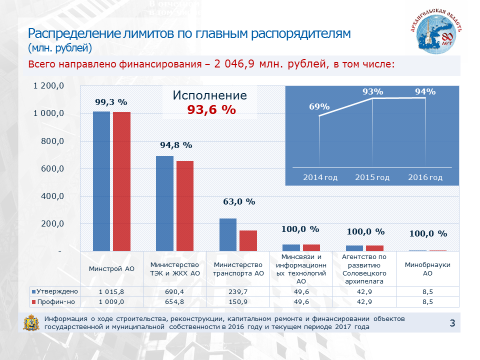 Распределение лимитов по главным распорядителям
(млн. рублей)
АРХАНГЕЛЬСКАЯ ОБЛАСТЬ
80
ЛЕТ
Всего направлено финансирования – 2 046,9 млн. рублей, в том числе:
1 200,0
1 000,0
800,0
600,0
400,0
200,0
-
99,3 %
94,8 %
63,0 %
100,0 %
100,0 %
100,0 %
Исполнение
93,6 %
69%
93%
94%
2014 год
2015 год
2016 год
Минстрой АО
Министерство
ТЭК и ЖКХ АО
Министерство
транспорта АО
Минсвязи и
информационн
ых технологий
АО
Агентство по
развитию
Соловецкого
архипелага
Минобрнауки
АО
Утверждено 1 015,8 690,4 239,7 49,6 42,9 8,5
Профин-но 1 009,0 654,8 150,9 49,6 42,9 8,5
Информация о ходе строительства, реконструкции, капитальном ремонте и финансировании объектов
государственной и муниципальной собственности в 2016 году и текущем периоде 2017 года
3